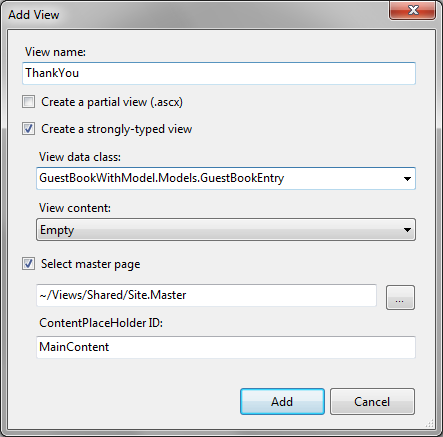 Add View
View name:
ThankYou
Create a partial view (.ascx)
Create a strongly-typed view
View data class:
GuestBookWithModel.Models.GuestBookEntry
View content:
Empty
Select master page
~/Views/Shared/Site.Master
...
ContentPlaceHolder ID:
MainContent
Add Cancel